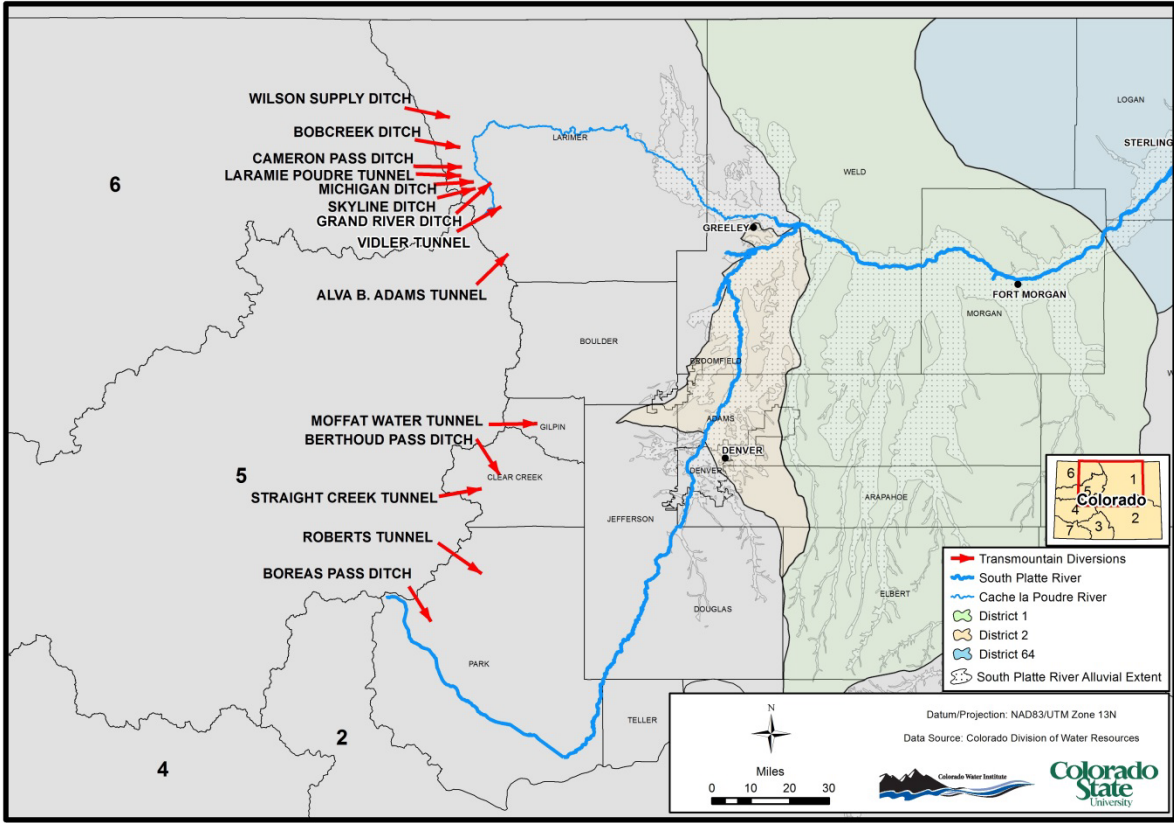 WILSON SUPPLY DITCH
BOBCREEK DITCH
CAMERON PASS DITCH
LARAMIE POUDRE TUNNEL
MICHIGAN DITCH
SKYLINE DITCH
GRAND RIVER DITCH
VIDLER TUNNEL
ALVA B. ADAMS TUNNEL
MOFFAT WATER TUNNEL
BERTHOUD PASS DITCH
STRAIGHT CREEK TUNNEL
ROBERTS TUNNEL
BOREAS PASS DITCH
6
5
4
2
LARIMER
WELD
LOGAN
STERLING
GREELEY
FORT MORGAN
MORGAN
BOULDER
BROOMFIELD
GILPIN
ADAMS
DENVER
DENVER
CLEAR CREEK
JEFFERSON
ARAPAHOE
ELBERT
DOUGLAS
PARK
TELLER
W
6
1
5
Colorado
4
2
3
7
Transmountain Diversions
South Platte River
Cache la Poudre River
District 1
District 2
District 64
South Platte River Alluvial Extent
N
Miles
0 10 20 30
Datum/Projection: NAD83/UTM Zone 13N
Data Source: Colorado Division of Water Resources
Colorado Water Institute
Colorado
State
University